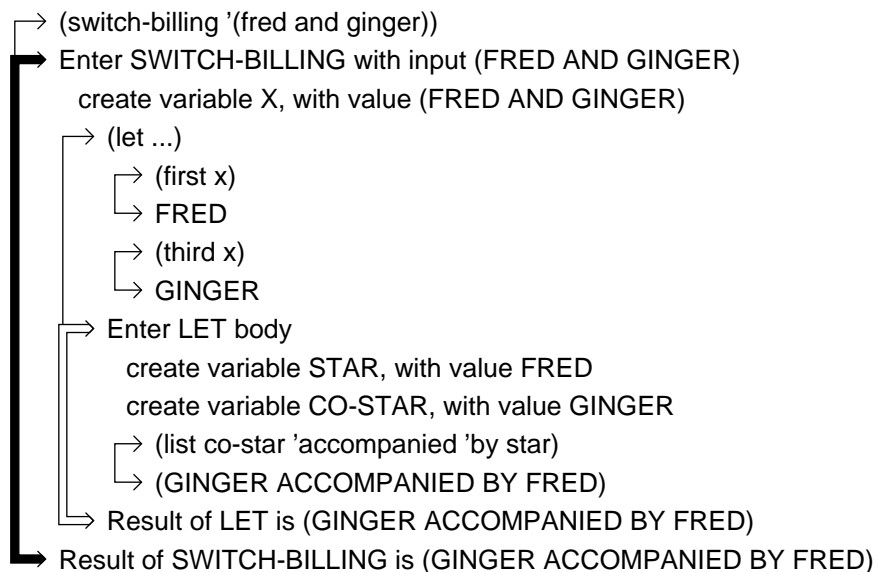 (switch-billing '(fred and ginger))
Enter SWITCH-BILLING with input (FRED AND GINGER)
create variable X, with value (FRED AND GINGER)
(let ...)
(first x)
FRED
(third x)
GINGER
Enter LET body
create variable STAR, with value FRED
create variable CO-STAR, with value GINGER
(list co-star ’accompanied ’by star)
(GINGER ACCOMPANIED BY FRED)
Result of LET is (GINGER ACCOMPANIED BY FRED)
Result of SWITCH-BILLING is (GINGER ACCOMPANIED BY FRED)